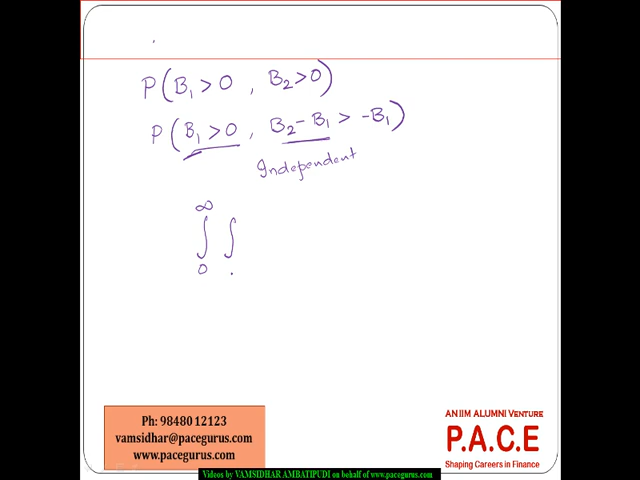 P(B₁ > 0 , B₂ > 0)
P(B₁ > 0 , B₂ − B₁ > −B₁)
Independent
∞
∫ ∫
0
Ph: 98480 12123
vamsidhar@pacegurus.com
www.pacegurus.com
AN IIM ALUMNI VENTURE
P.A.C.E
Shaping Careers in Finance
Videos by VAMSIDHAR AMBATIPUDI on behalf of www.pacegurus.com